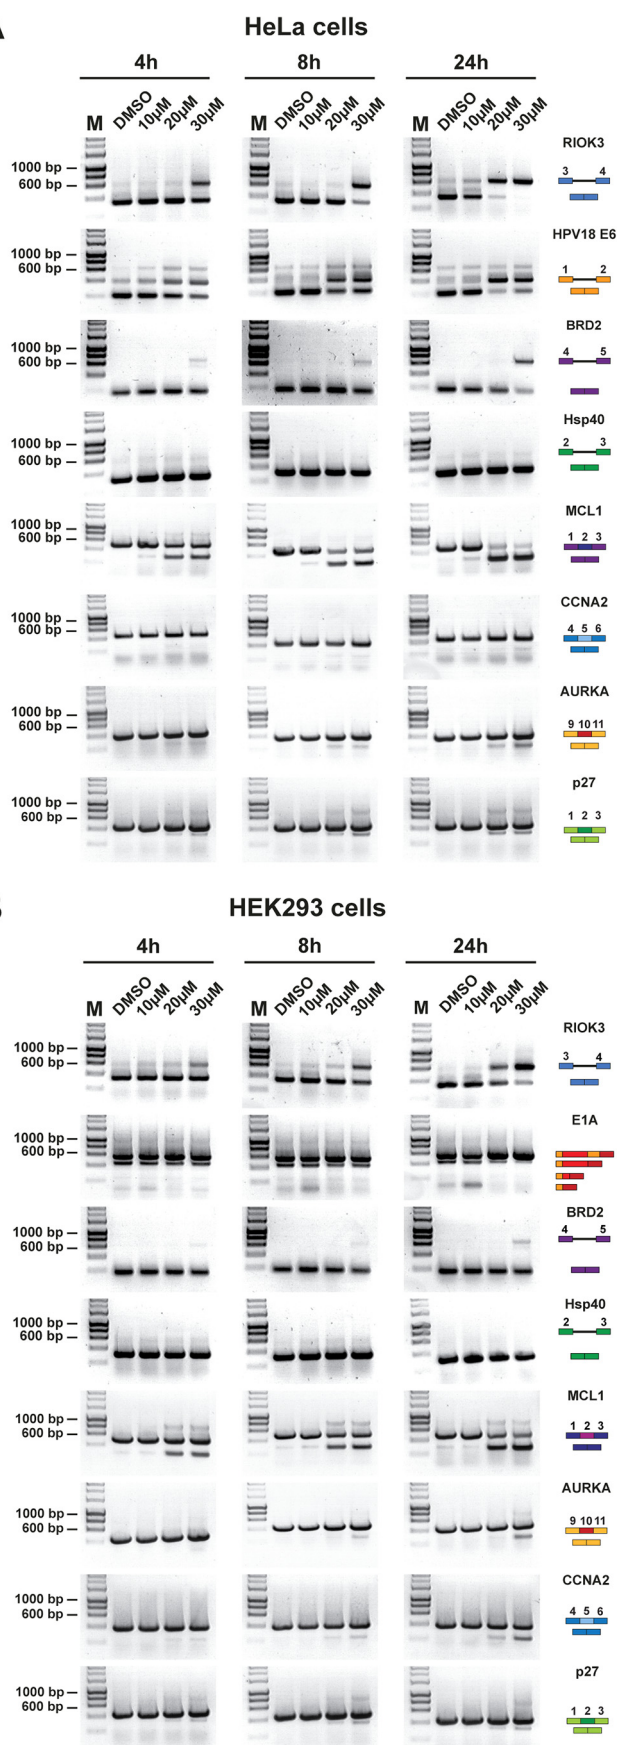 HeLa cells
4h 8h 24h
M DMSO 10µM 20µM 30µM M DMSO 10µM 20µM 30µM M DMSO 10µM 20µM 30µM
RIOK3
1000 bp
600 bp
3 4
HPV18 E6
1000 bp
600 bp
1 2
BRD2
1000 bp
600 bp
4 5
Hsp40
1000 bp
600 bp
2 3
MCL1
1000 bp
600 bp
1 2 3
CCNA2
1000 bp
600 bp
4 5 6
AURKA
1000 bp
600 bp
9 10 11
p27
1000 bp
600 bp
1 2 3
HEK293 cells
4h 8h 24h
M DMSO 10µM 20µM 30µM M DMSO 10µM 20µM 30µM M DMSO 10µM 20µM 30µM
RIOK3
1000 bp
600 bp
3 4
E1A
1000 bp
600 bp
BRD2
1000 bp
600 bp
4 5
Hsp40
1000 bp
600 bp
2 3
MCL1
1000 bp
600 bp
1 2 3
AURKA
1000 bp
600 bp
9 10 11
CCNA2
1000 bp
600 bp
4 5 6
p27
1000 bp
600 bp
1 2 3